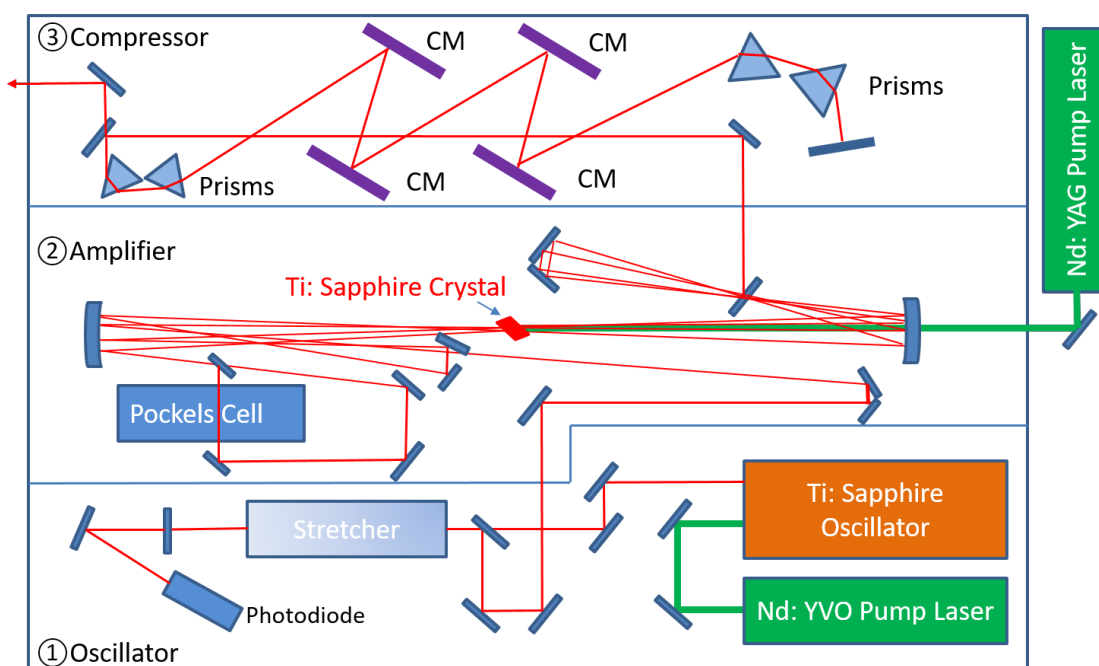 ③Compressor
CM
CM
Prisms
CM
CM
Prisms
Nd: YAG Pump Laser
②Amplifier
Ti: Sapphire Crystal
Pockels Cell
Ti: Sapphire
Oscillator
Stretcher
Photodiode
Nd: YVO Pump Laser
①Oscillator